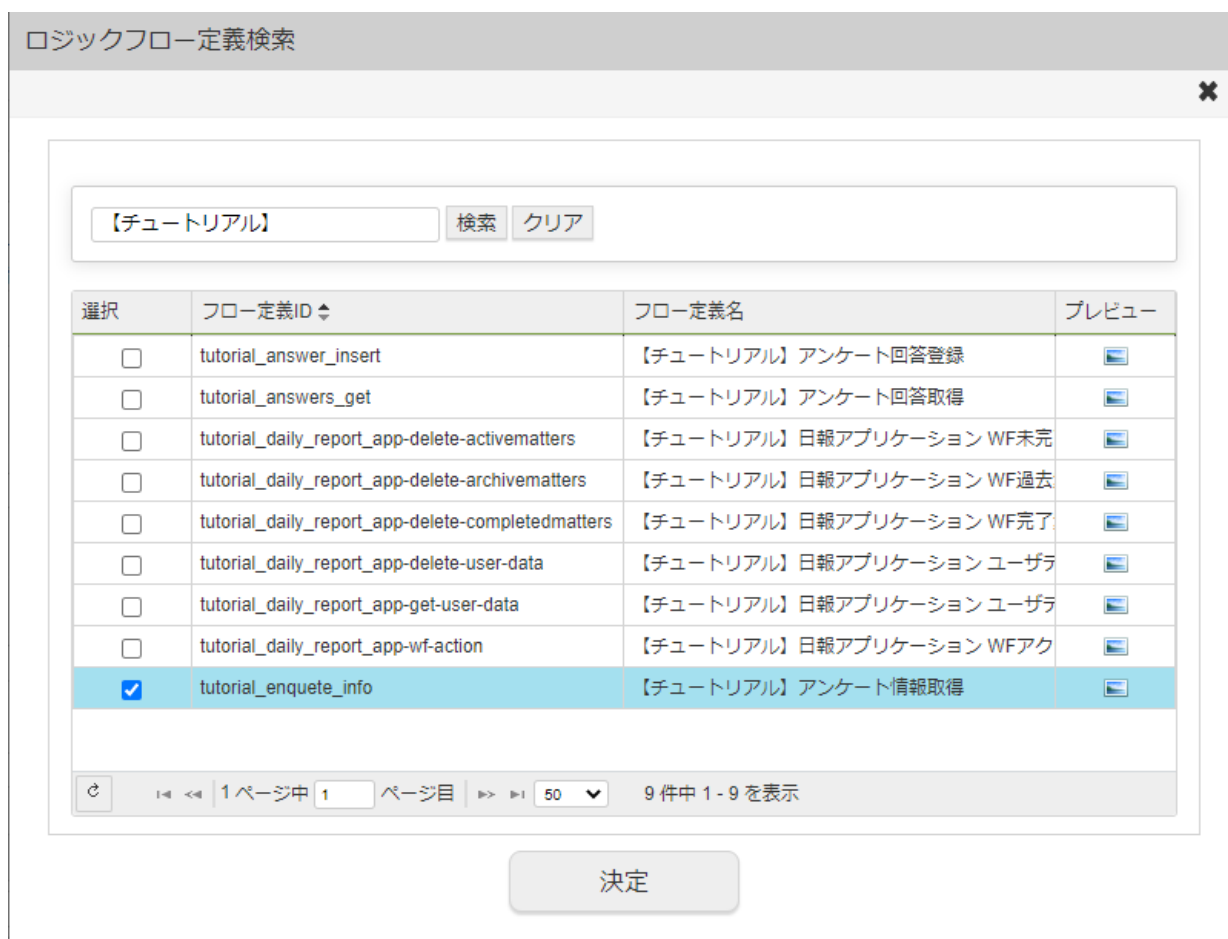 ロジックフロー定義検索
【チュートリアル】 検索 クリア
選択 フロー定義ID フロー定義名 プレビュー
tutorial_answer_insert 【チュートリアル】アンケート回答登録
tutorial_answers_get 【チュートリアル】アンケート回答取得
tutorial_daily_report_app-delete-activematters 【チュートリアル】日報アプリケーション WF未完
tutorial_daily_report_app-delete-archivematters 【チュートリアル】日報アプリケーション WF過去
tutorial_daily_report_app-delete-completedmatters 【チュートリアル】日報アプリケーション WF完了
tutorial_daily_report_app-delete-user-data 【チュートリアル】日報アプリケーション ユーザデ
tutorial_daily_report_app-get-user-data 【チュートリアル】日報アプリケーション ユーザデ
tutorial_daily_report_app-wf-action 【チュートリアル】日報アプリケーション WFアク
tutorial_enquete_info 【チュートリアル】アンケート情報取得
1 ページ中 1 ページ目 50 9 件中 1 - 9 を表示
決定